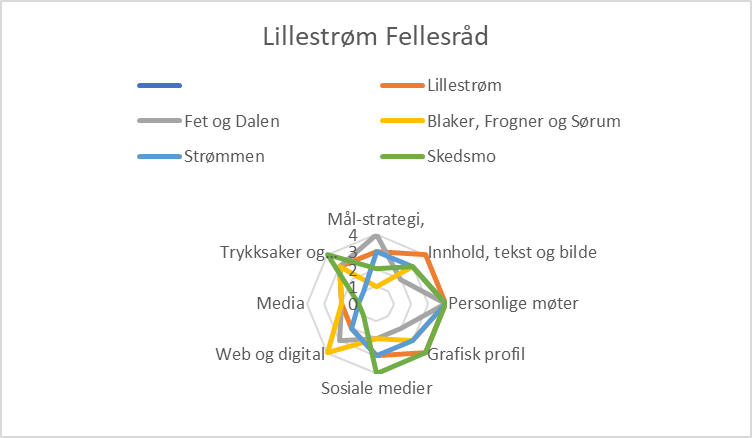 Lillestrøm Fellesråd
Lillestrøm
Fet og Dalen
Blaker, Frogner og Sørum
Strømmen
Skedsmo
Mål-strategi,
Innhold, tekst og bilde
Personlige møter
Grafisk profil
Sosiale medier
Web og digital
Media
Trykksaker og…
4
3
2
1
0